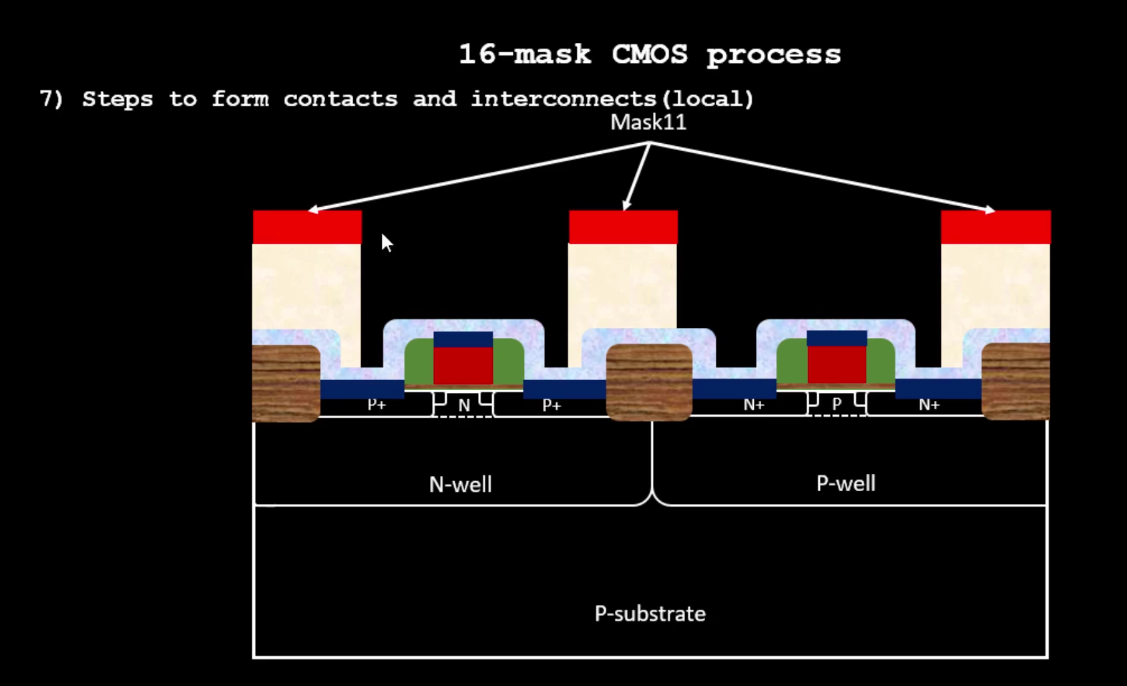 16-mask CMOS process
7) Steps to form contacts and interconnects(local)
Mask11
P+ N P+ N+ P N+
N-well P-well
P-substrate